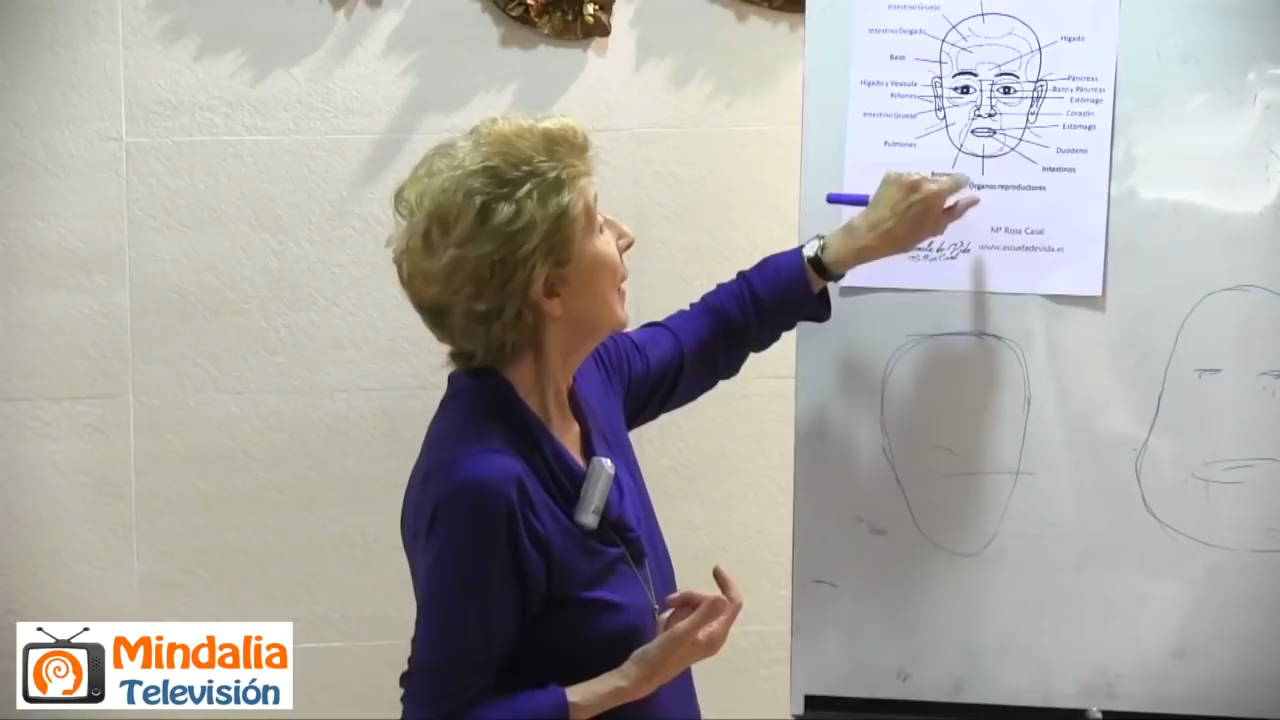 Intestino Grueso
Intestino Delgado
Hígado
Bazo
Páncreas
Hígado y Vesícula
Bazo y Páncreas
Riñones
Estómago
Intestino Grueso
Corazón
Estómago
Pulmones
Duodeno
Intestinos
Órganos reproductores
Mª Rosa Casal
www.escueladevida.es
Mindalia
Televisión